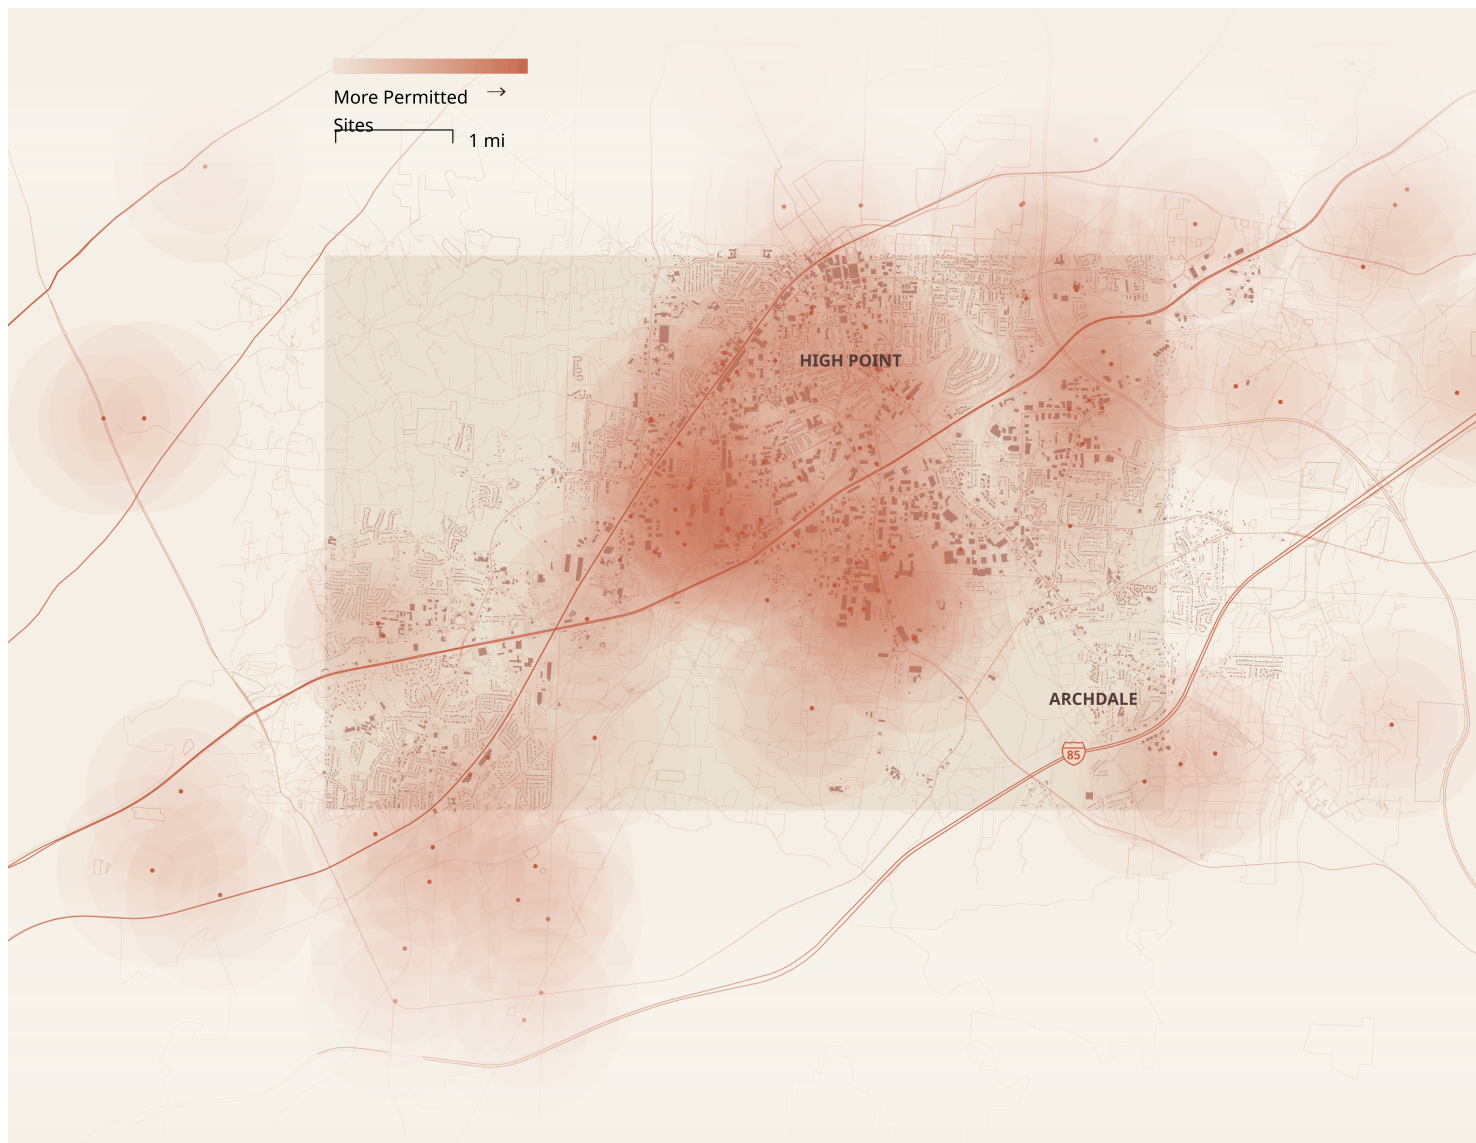 More Permitted →
Sites
1 mi
HIGH POINT
ARCHDALE
85